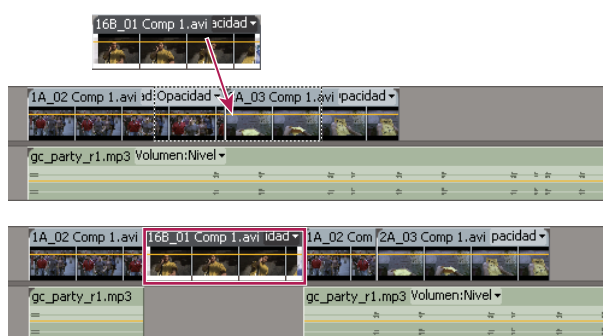 16B_01 Comp 1.avi acidad
1A_02 Comp 1.avi ad:Opacidad
A_03 Comp 1.avi pacidad
gc_party_r1.mp3 Volumen:Nivel
1A_02 Comp 1.avi
16B_01 Comp 1.avi idad
1A_02 Com
2A_03 Comp 1.avi pacidad
gc_party_r1.mp3
gc_party_r1.mp3 Volumen:Nivel